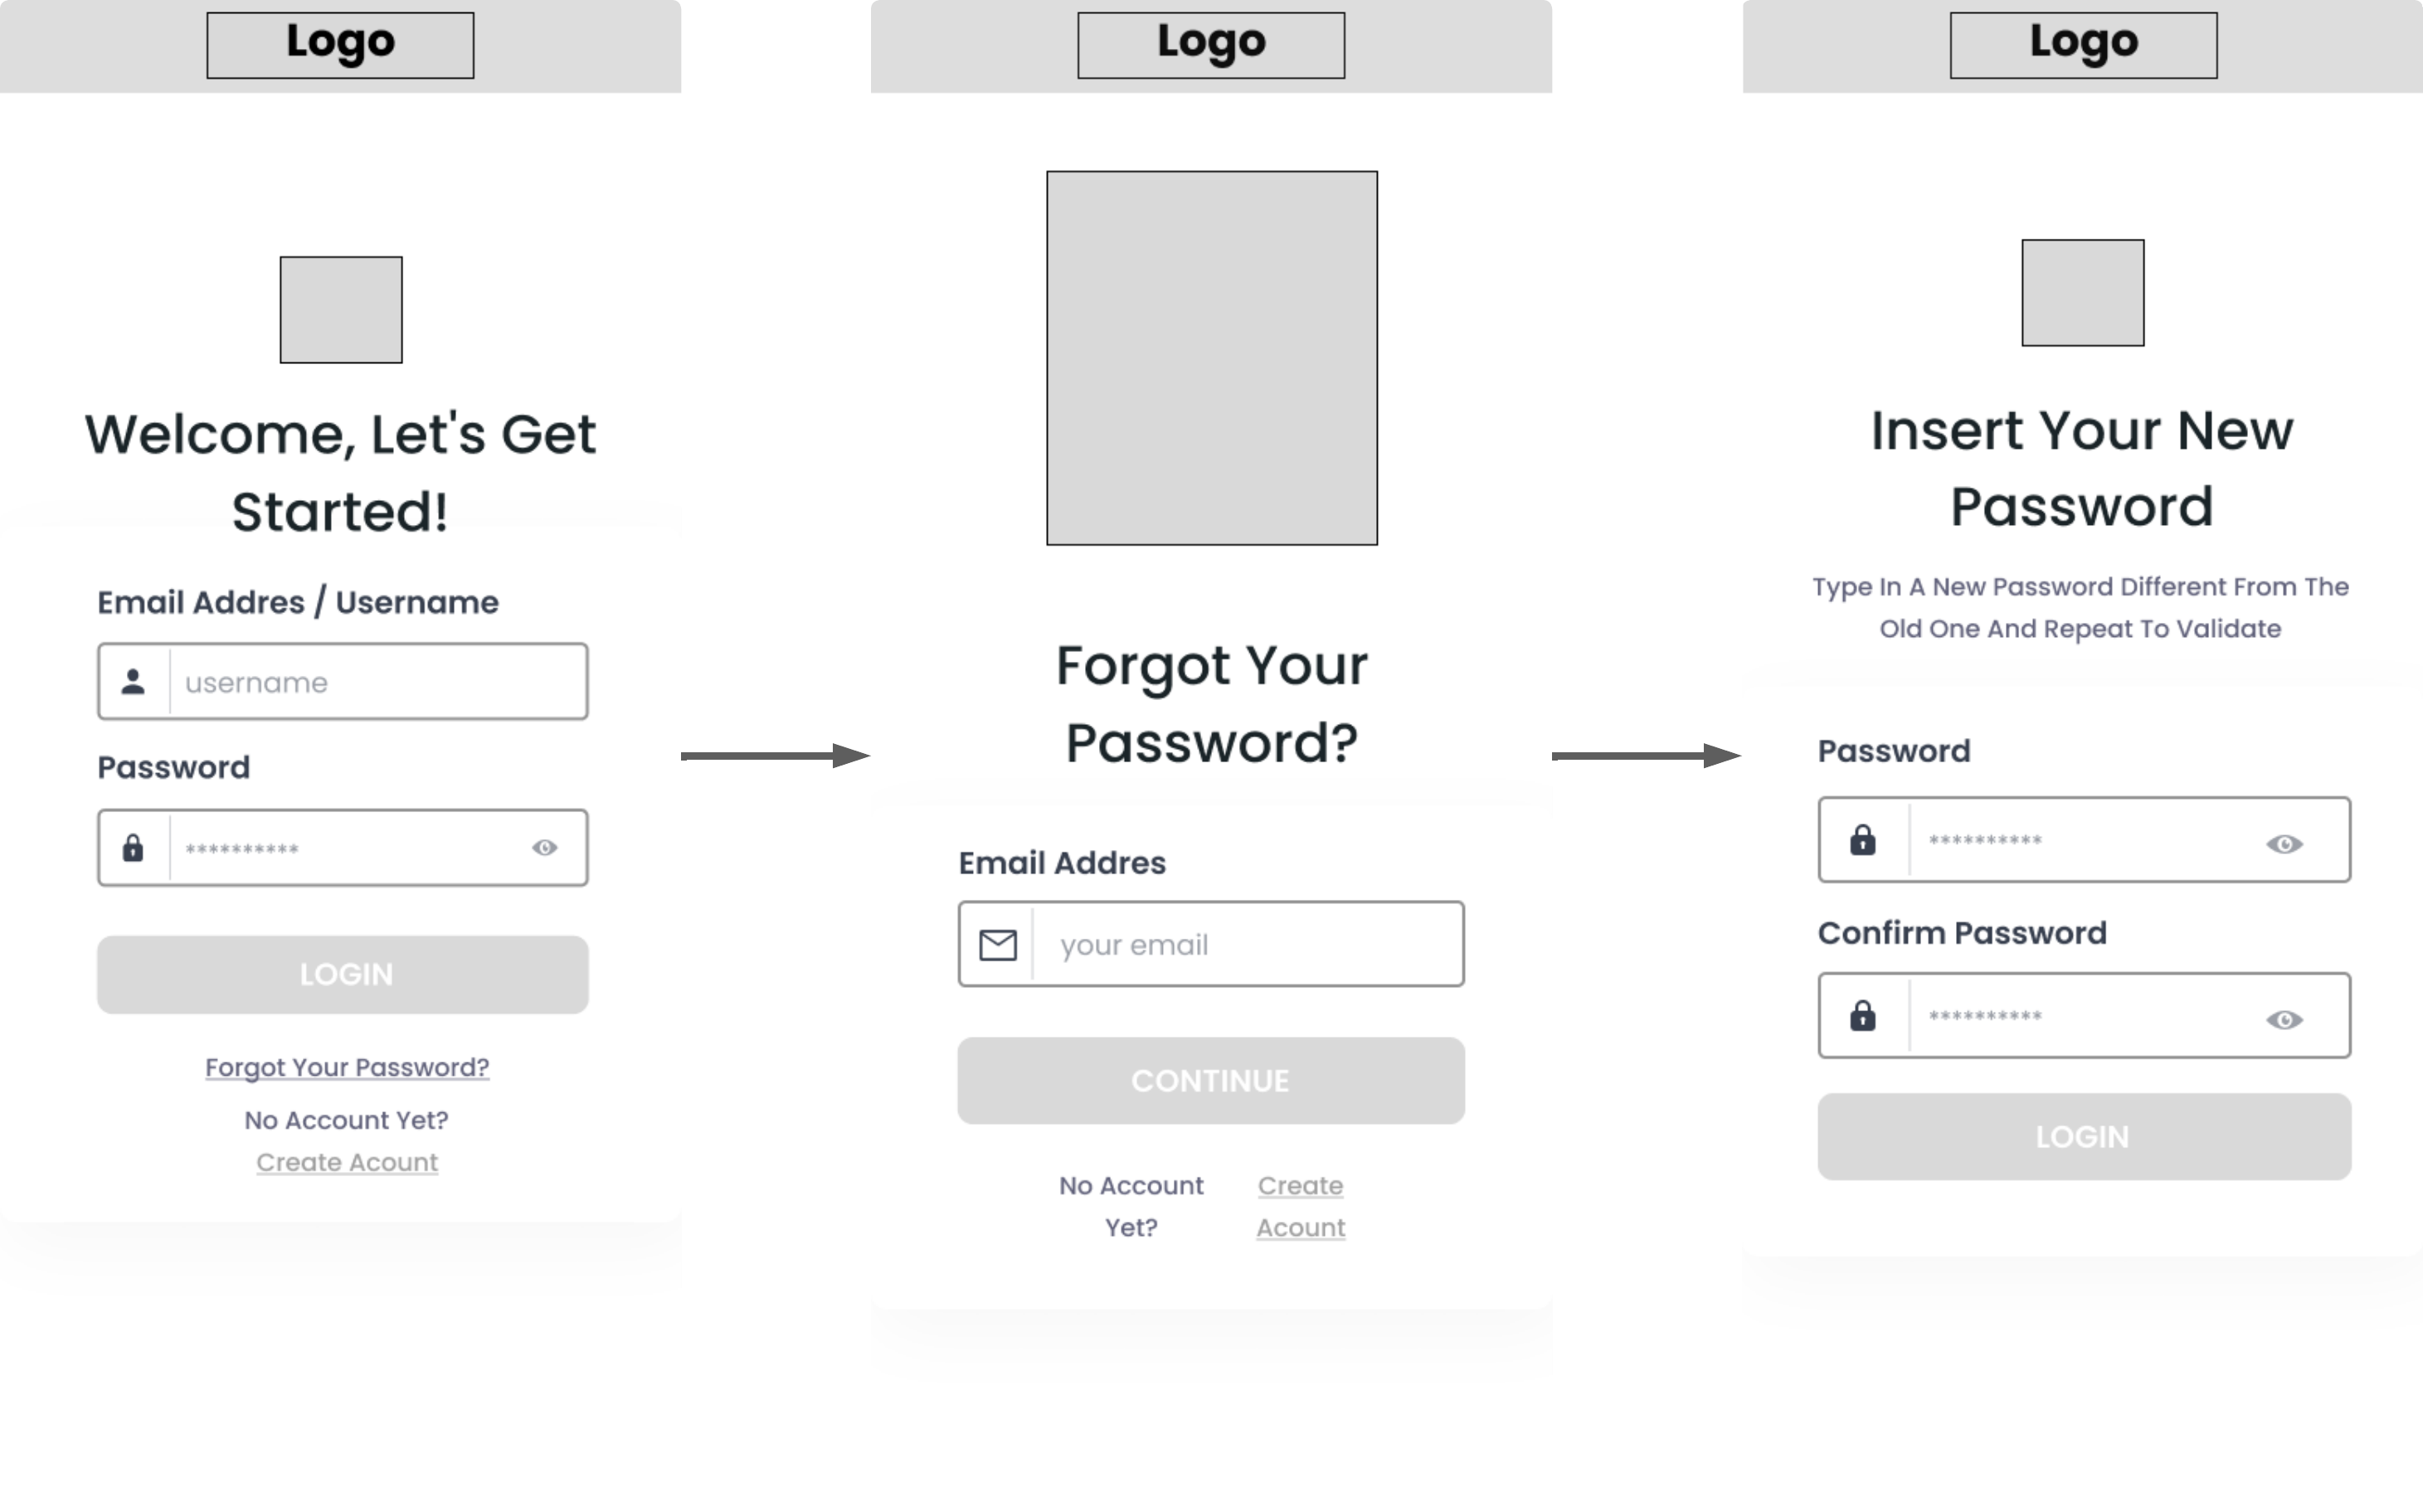 Logo
Welcome, Let's Get
Started!
Email Addres / Username
username
Password
**********
LOGIN
Forgot Your Password?
No Account Yet?
Create Acount
Logo
Forgot Your
Password?
Email Addres
your email
CONTINUE
No Account
Yet?
Create
Acount
Logo
Insert Your New
Password
Type In A New Password Different From The
Old One And Repeat To Validate
Password
**********
Confirm Password
**********
LOGIN